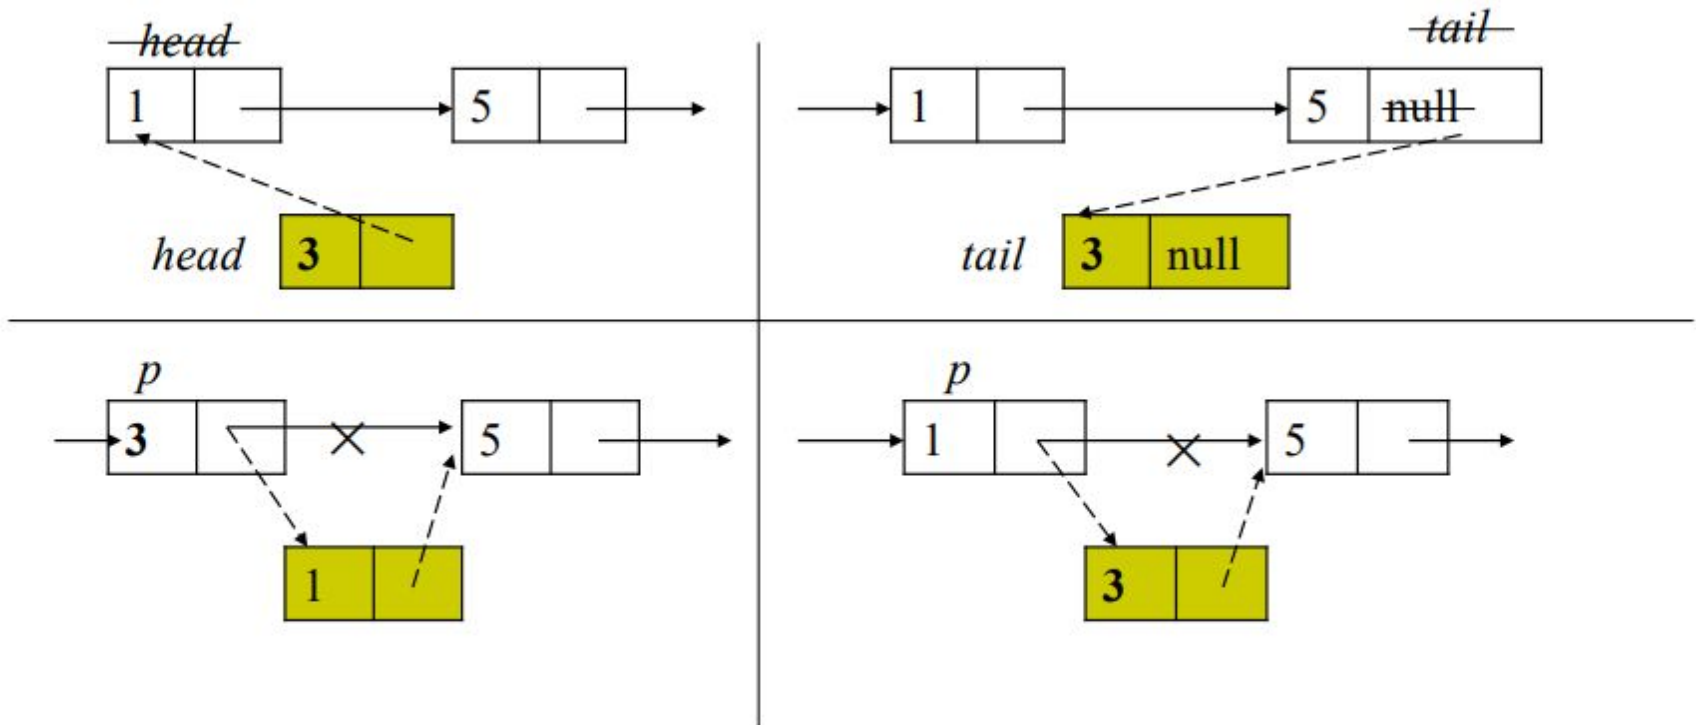 head
1 5
head 3
tail
1 5 null
tail 3 null
p
3 5
1
p
1 5
3